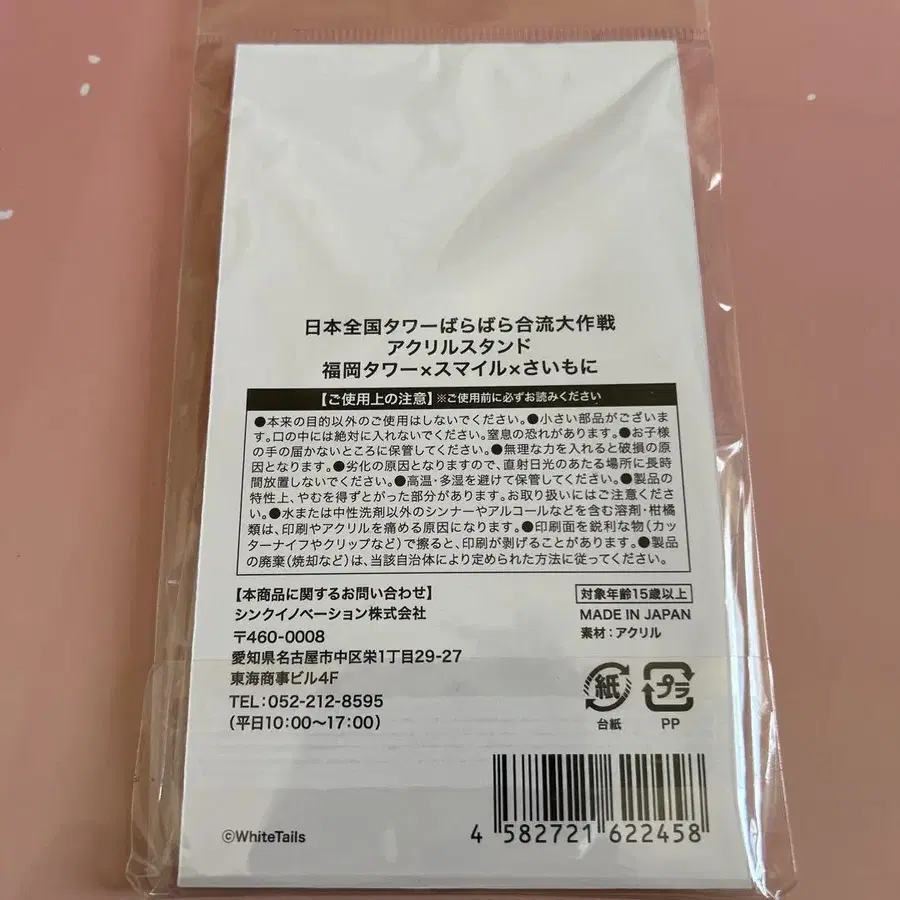 日本全国タワーばらばら合流大作戦
アクリルスタンド
福岡タワー×スマイル×さいもに
【ご使用上の注意】※ご使用前に必ずお読みください
●本来の目的以外のご使用はしないでください。●小さい部品がございま
す。口の中には絶対に入れないでください。窒息の恐れがあります。●お子様
の手の届かないところに保管してください。●無理な力を入れると破損の原
因となります。●劣化の原因となりますので、直射日光のあたる場所に長時
間放置しないでください。●高温・多湿を避けて保管してください。●製品の
特性上、やむを得ずとがった部分があります。お取り扱いにはご注意くださ
い。●水または中性洗剤以外のシンナーやアルコールなどを含む溶剤・柑橘
類は、印刷やアクリルを痛める原因になります。●印刷面を鋭利な物(カッ
ターナイフやクリップなど)で擦ると、印刷が剥げることがあります。●製品
の廃棄(焼却など)は、当該自治体により定められた方法に従ってください。
【本商品に関するお問い合わせ】
シンクイノベーション株式会社
〒460-0008
愛知県名古屋市中区栄1丁目29-27
東海商事ビル4F
TEL:052-212-8595
(平日10:00〜17:00)
対象年齢15歳以上
MADE IN JAPAN
素材:アクリル
紙
台紙
プラ
PP
4 582721 622458
©WhiteTails